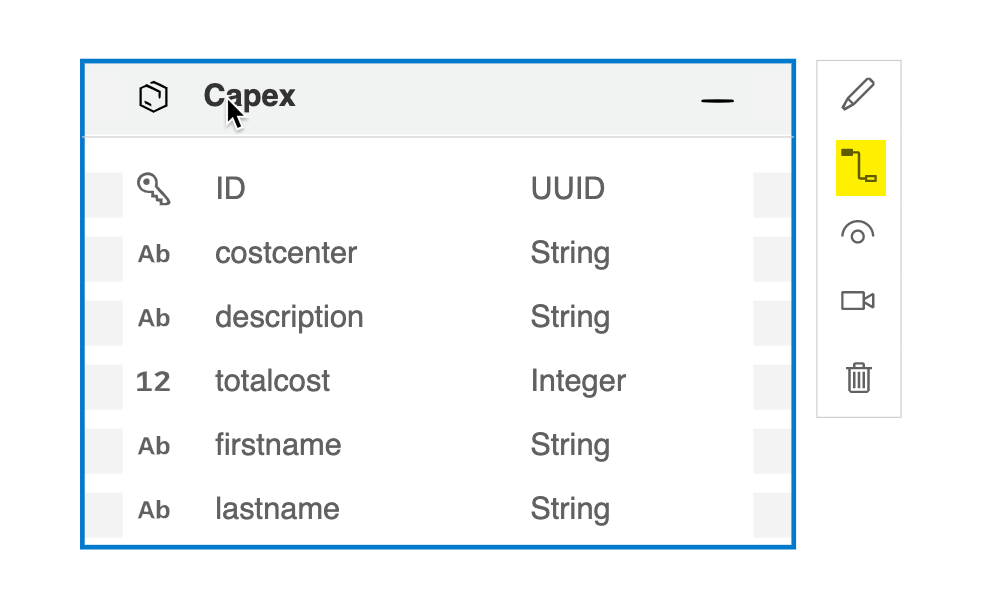 Capex
ID UUID
Ab costcenter String
Ab description String
12 totalcost Integer
Ab firstname String
Ab lastname String